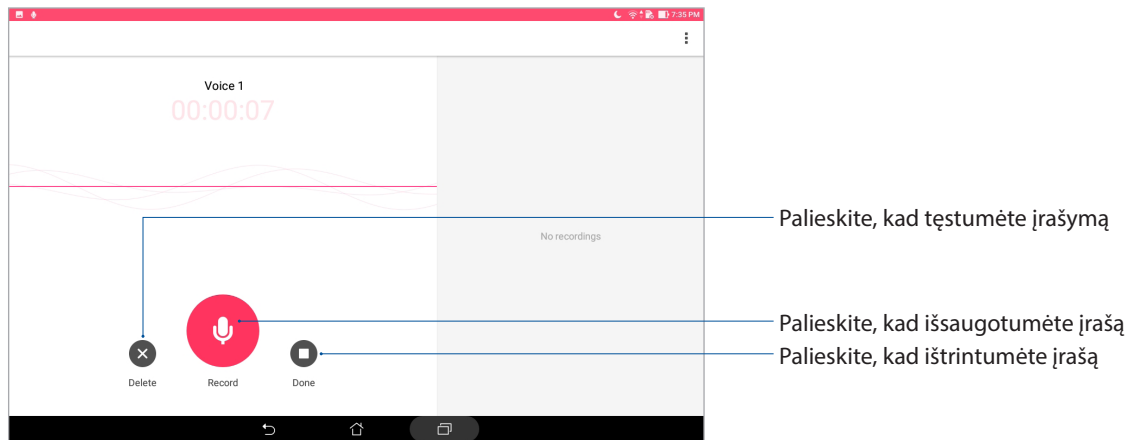 7:35 PM
Voice 1
00:00:07
No recordings
Delete
Record
Done
Palieskite, kad tęstumėte įrašymą
Palieskite, kad išsaugotumėte įrašą
Palieskite, kad ištrintumėte įrašą